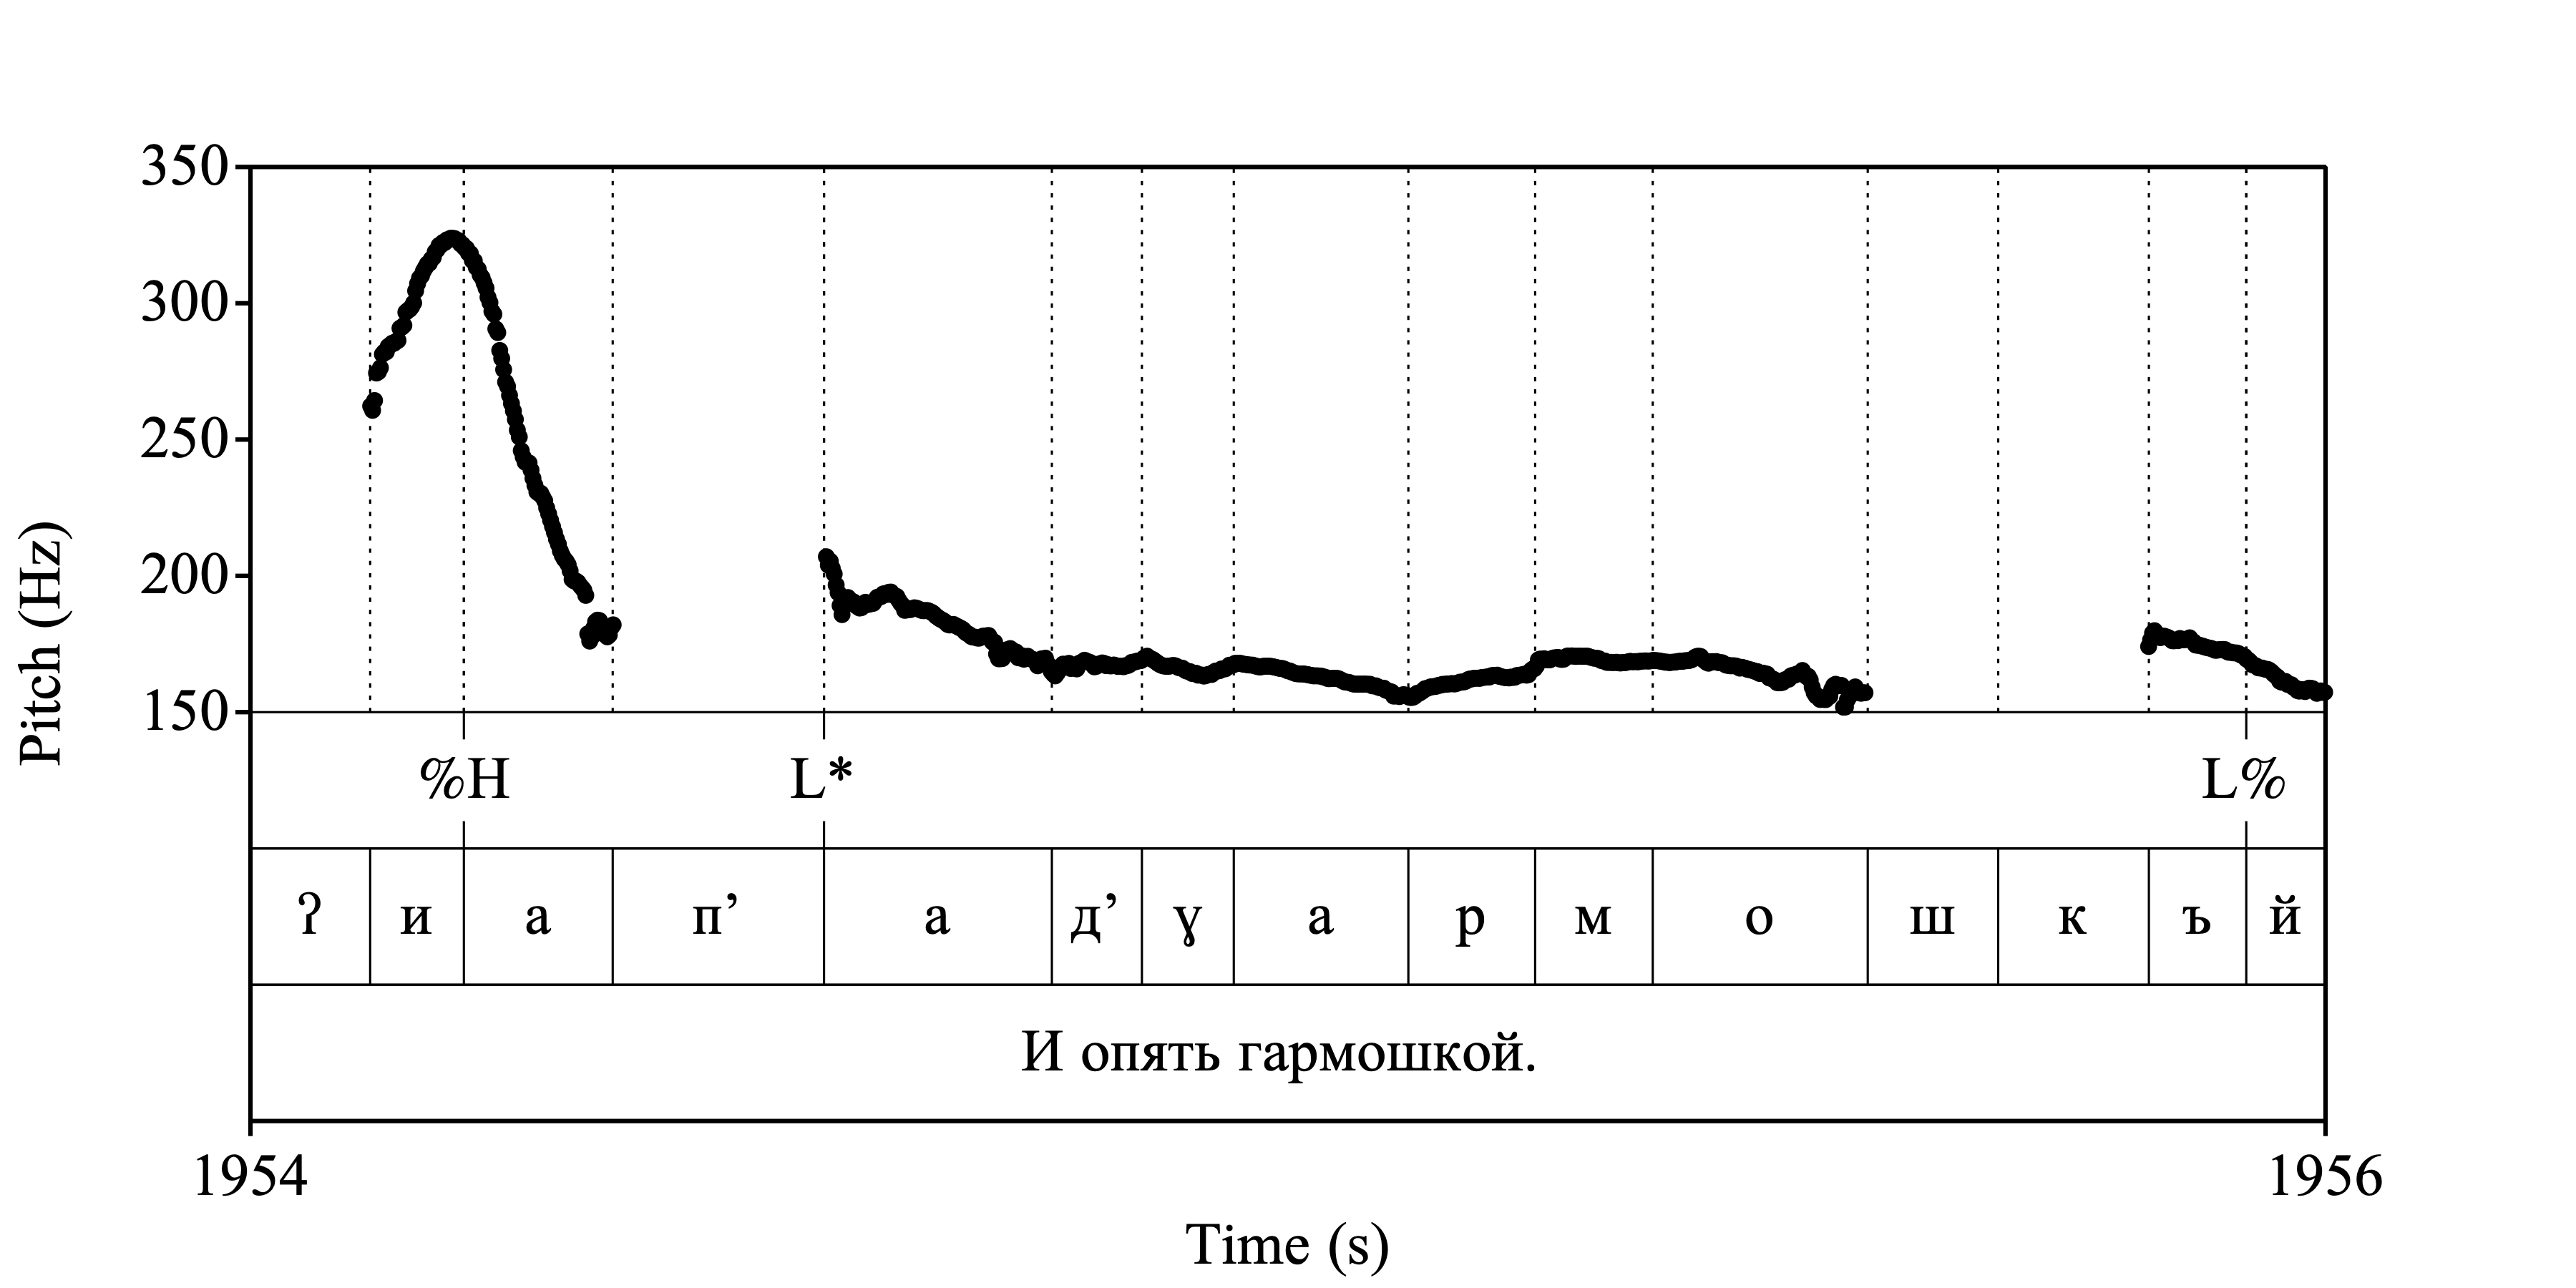 350
300
250
200
150
Pitch (Hz)
%H L* L%
ʔ и а п’ а д’ ɣ а р м о ш к ъ й
И опять гармошкой.
1954 1956
Time (s)